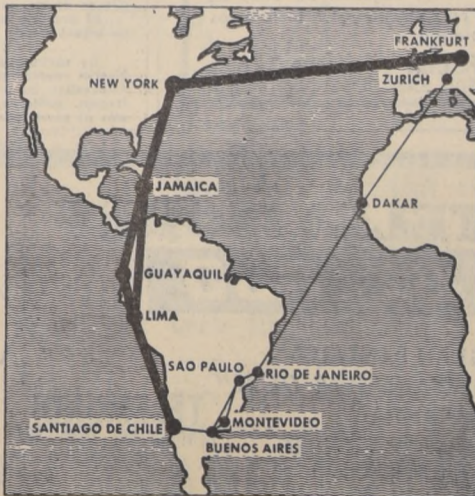 FRANKFURT
ZURICH
NEW YORK
JAMAICA
DAKAR
GUAYAQUIL
LIMA
SAO PAULO
RIO DE JANEIRO
SANTIAGO DE CHILE
MONTEVIDEO
BUENOS AIRES